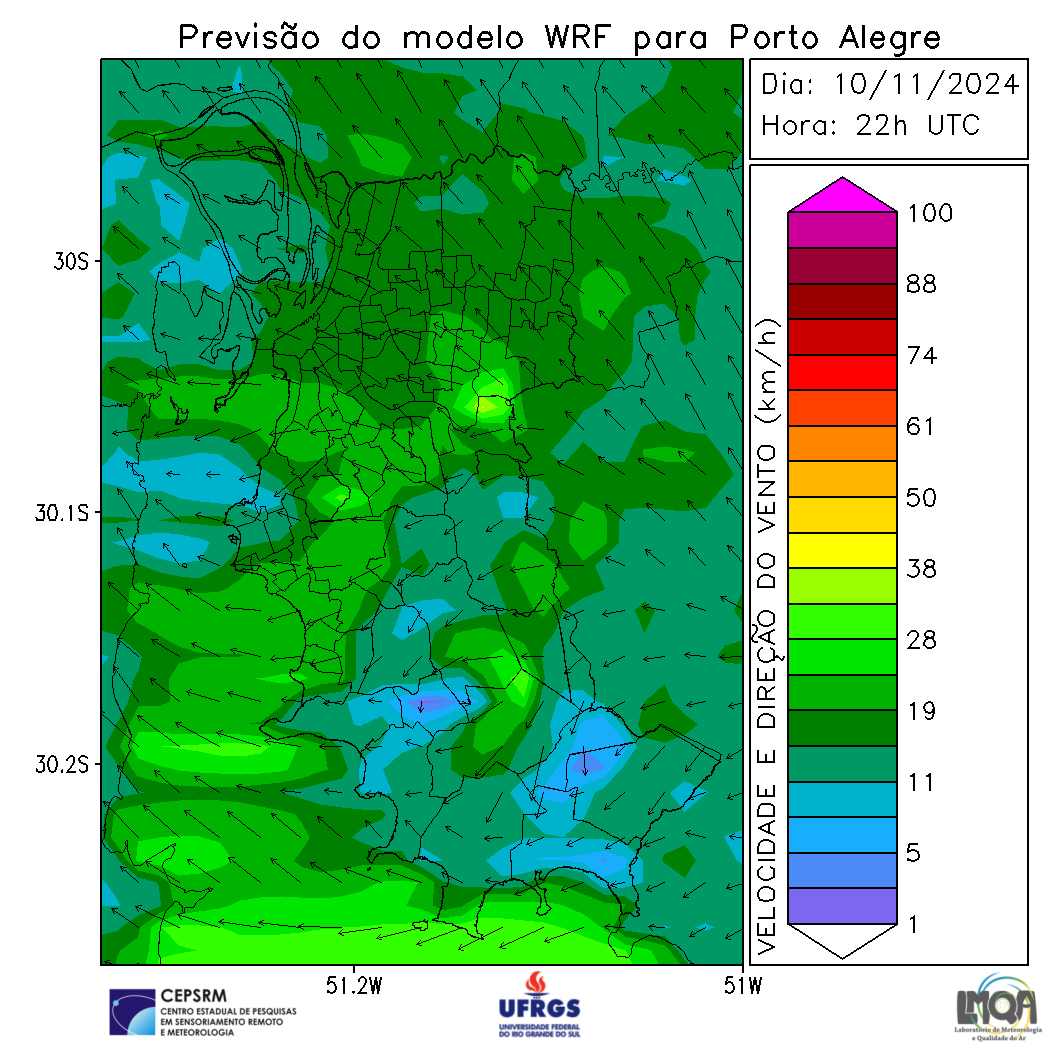 Previsão do modelo WRF para Porto Alegre
Dia: 10/11/2024
Hora: 22h UTC
30S
30.1S
30.2S
51.2W
51W
VELOCIDADE E DIREÇÃO DO VENTO (km/h)
100
88
74
61
50
38
28
19
11
5
1
CEPSRM
CENTRO ESTADUAL DE PESQUISAS
EM SENSORIAMENTO REMOTO
E METEOROLOGIA
UFRGS
UNIVERSIDADE FEDERAL
DO RIO GRANDE DO SUL
LMQA
Laboratório de Meteorologia
e Qualidade do Ar